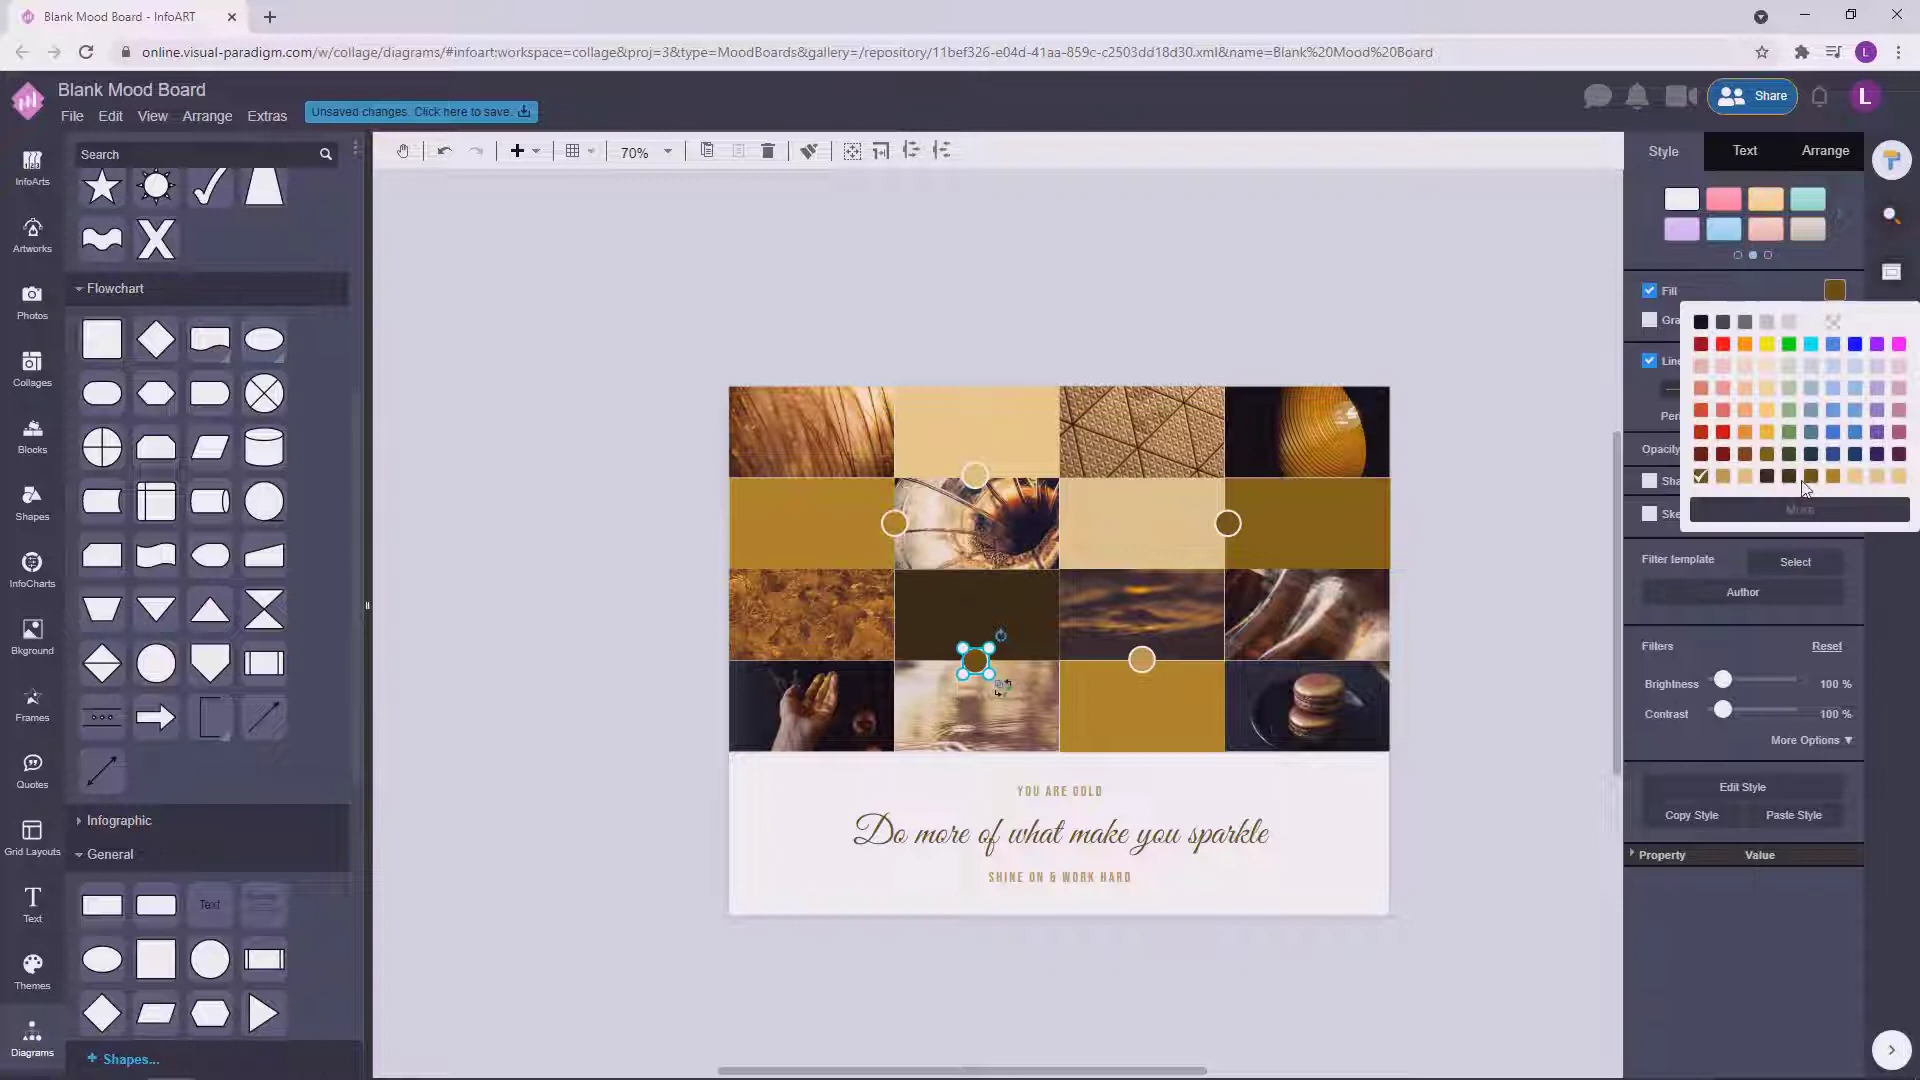 Blank Mood Board - InfoART
online.visual-paradigm.com/w/collage/diagrams/#infoart:workspace=collage&proj=3&type=MoodBoards&gallery=/repository/11bef326-e04d-41aa-859c-c2503dd18d30.xml&name=Blank%20Mood%20Board
L
Blank Mood Board
File Edit View Arrange Extras
Unsaved changes. Click here to save.
Share
L
InfoArts
Artworks
Photos
Collages
Blocks
Shapes
InfoCharts
Bkground
Frames
Quotes
Grid Layouts
Text
Themes
Diagrams
Search
Flowchart
Infographic
General
Text
Shapes...
70%
YOU ARE GOLD
Do more of what make you sparkle
SHINE ON & WORK HARD
Style Text Arrange
Fill
Gra
Line
Per
Opacity
Sha
Ske
More
Filter template Select
Author
Filters Reset
Brightness 100 %
Contrast 100 %
More Options
Edit Style
Copy Style Paste Style
Property Value